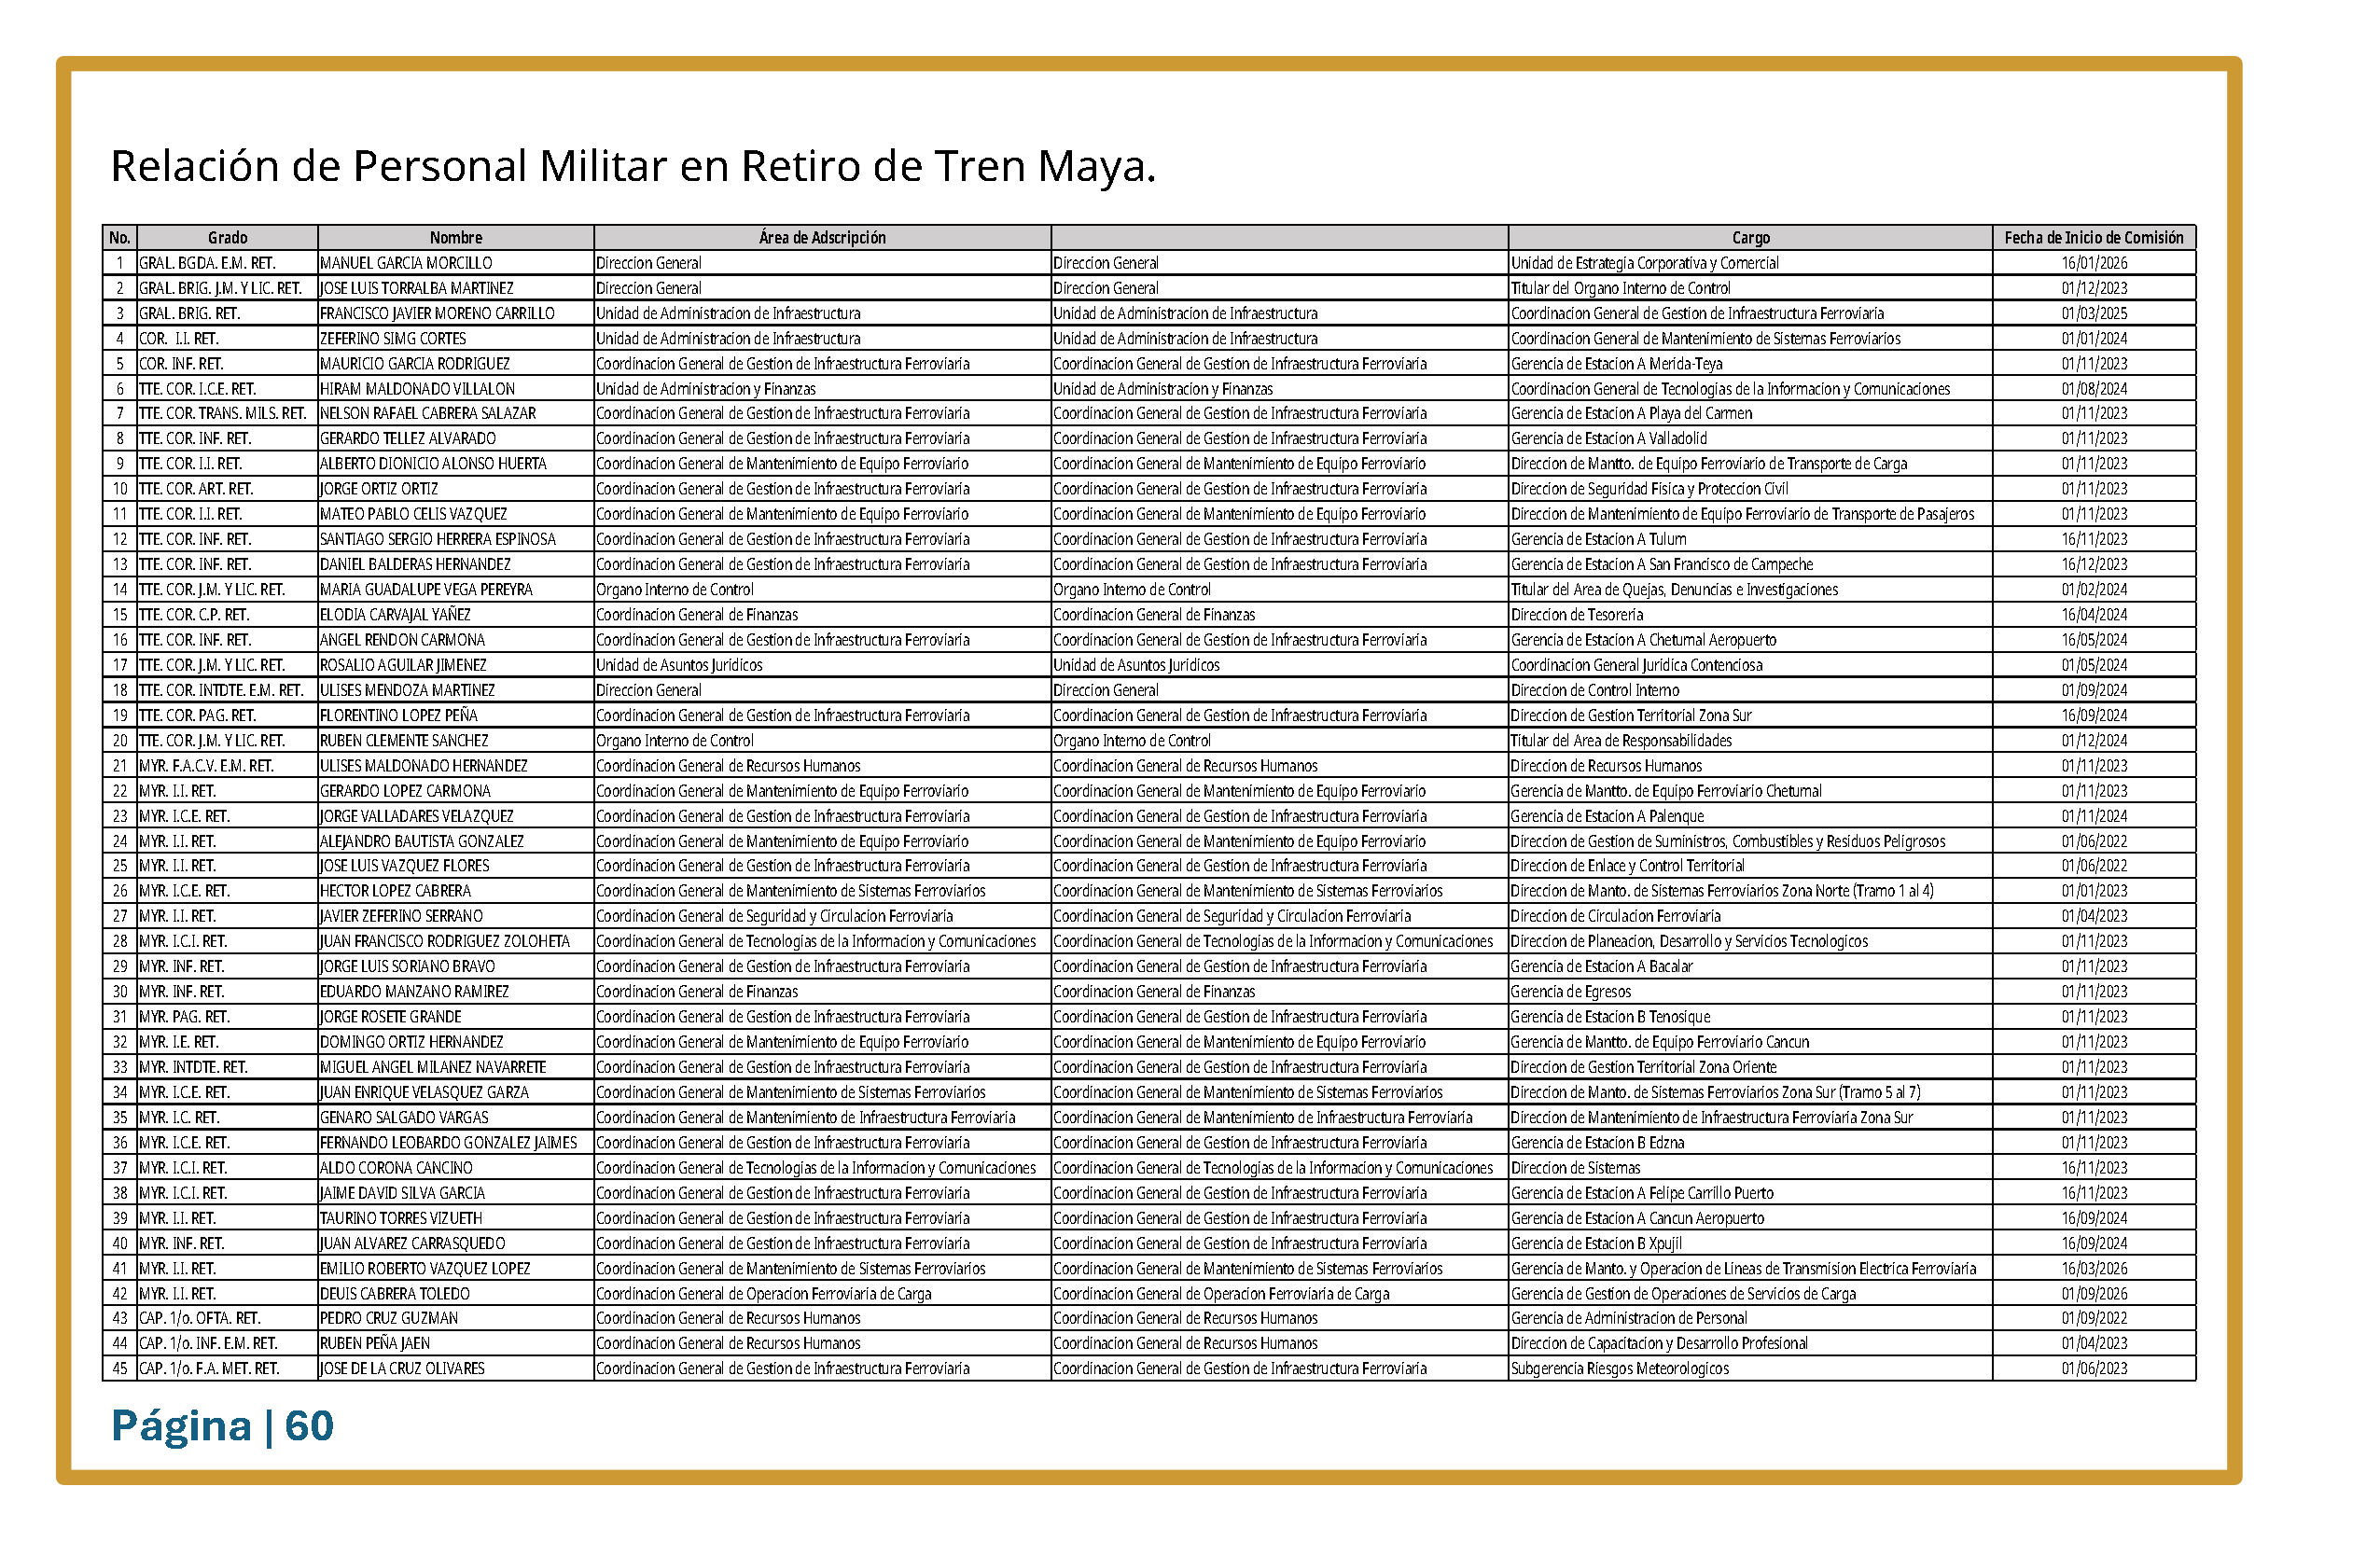 Relación de Personal Militar en Retiro de Tren Maya.
No. Grado Nombre Área de Adscripción Cargo Fecha de Inicio de Comisión
1 GRAL. BGDA. E.M. RET. MANUEL GARCIA MORCILLO Direccion General Direccion General Unidad de Estrategia Corporativa y Comercial 16/01/2026
2 GRAL. BRIG. J.M. Y LIC. RET. JOSE LUIS TORRALBA MARTINEZ Direccion General Direccion General Titular del Organo Interno de Control 01/12/2023
3 GRAL. BRIG. RET. FRANCISCO JAVIER MORENO CARRILLO Unidad de Administracion de Infraestructura Unidad de Administracion de Infraestructura Coordinacion General de Gestion de Infraestructura Ferroviaria 01/03/2025
4 COR. I.I. RET. ZEFERINO SIMG CORTES Unidad de Administracion de Infraestructura Unidad de Administracion de Infraestructura Coordinacion General de Mantenimiento de Sistemas Ferroviarios 01/01/2024
5 COR. INF. RET. MAURICIO GARCIA RODRIGUEZ Coordinacion General de Gestion de Infraestructura Ferroviaria Coordinacion General de Gestion de Infraestructura Ferroviaria Gerencia de Estacion A Merida-Teya 01/11/2023
6 TTE. COR. I.C.E. RET. HIRAM MALDONADO VILLALON Unidad de Administracion y Finanzas Unidad de Administracion y Finanzas Coordinacion General de Tecnologias de la Informacion y Comunicaciones 01/08/2024
7 TTE. COR. TRANS. MILS. RET. NELSON RAFAEL CABRERA SALAZAR Coordinacion General de Gestion de Infraestructura Ferroviaria Coordinacion General de Gestion de Infraestructura Ferroviaria Gerencia de Estacion A Playa del Carmen 01/11/2023
8 TTE. COR. INF. RET. GERARDO TELLEZ ALVARADO Coordinacion General de Gestion de Infraestructura Ferroviaria Coordinacion General de Gestion de Infraestructura Ferroviaria Gerencia de Estacion A Valladolid 01/11/2023
9 TTE. COR. I.I. RET. ALBERTO DIONICIO ALONSO HUERTA Coordinacion General de Mantenimiento de Equipo Ferroviario Coordinacion General de Mantenimiento de Equipo Ferroviario Direccion de Mantto. de Equipo Ferroviario de Transporte de Carga 01/11/2023
10 TTE. COR. ART. RET. JORGE ORTIZ ORTIZ Coordinacion General de Gestion de Infraestructura Ferroviaria Coordinacion General de Gestion de Infraestructura Ferroviaria Direccion de Seguridad Fisica y Proteccion Civil 01/11/2023
11 TTE. COR. I.I. RET. MATEO PABLO CELIS VAZQUEZ Coordinacion General de Mantenimiento de Equipo Ferroviario Coordinacion General de Mantenimiento de Equipo Ferroviario Direccion de Mantenimiento de Equipo Ferroviario de Transporte de Pasajeros 01/11/2023
12 TTE. COR. INF. RET. SANTIAGO SERGIO HERRERA ESPINOSA Coordinacion General de Gestion de Infraestructura Ferroviaria Coordinacion General de Gestion de Infraestructura Ferroviaria Gerencia de Estacion A Tulum 16/11/2023
13 TTE. COR. INF. RET. DANIEL BALDERAS HERNANDEZ Coordinacion General de Gestion de Infraestructura Ferroviaria Coordinacion General de Gestion de Infraestructura Ferroviaria Gerencia de Estacion A San Francisco de Campeche 16/12/2023
14 TTE. COR. J.M. Y LIC. RET. MARIA GUADALUPE VEGA PEREYRA Organo Interno de Control Organo Interno de Control Titular del Area de Quejas, Denuncias e Investigaciones 01/02/2024
15 TTE. COR. C.P. RET. ELODIA CARVAJAL YAÑEZ Coordinacion General de Finanzas Coordinacion General de Finanzas Direccion de Tesoreria 16/04/2024
16 TTE. COR. INF. RET. ANGEL RENDON CARMONA Coordinacion General de Gestion de Infraestructura Ferroviaria Coordinacion General de Gestion de Infraestructura Ferroviaria Gerencia de Estacion A Chetumal Aeropuerto 16/05/2024
17 TTE. COR. J.M. Y LIC. RET. ROSALIO AGUILAR JIMENEZ Unidad de Asuntos Juridicos Unidad de Asuntos Juridicos Coordinacion General Juridica Contenciosa 01/05/2024
18 TTE. COR. INTDTE. E.M. RET. ULISES MENDOZA MARTINEZ Direccion General Direccion General Direccion de Control Interno 01/09/2024
19 TTE. COR. PAG. RET. FLORENTINO LOPEZ PEÑA Coordinacion General de Gestion de Infraestructura Ferroviaria Coordinacion General de Gestion de Infraestructura Ferroviaria Direccion de Gestion Territorial Zona Sur 16/09/2024
20 TTE. COR. J.M. Y LIC. RET. RUBEN CLEMENTE SANCHEZ Organo Interno de Control Organo Interno de Control Titular del Area de Responsabilidades 01/12/2024
21 MYR. F.A.C.V. E.M. RET. ULISES MALDONADO HERNANDEZ Coordinacion General de Recursos Humanos Coordinacion General de Recursos Humanos Direccion de Recursos Humanos 01/11/2023
22 MYR. I.I. RET. GERARDO LOPEZ CARMONA Coordinacion General de Mantenimiento de Equipo Ferroviario Coordinacion General de Mantenimiento de Equipo Ferroviario Gerencia de Mantto. de Equipo Ferroviario Chetumal 01/11/2023
23 MYR. I.C.E. RET. JORGE VALLADARES VELAZQUEZ Coordinacion General de Gestion de Infraestructura Ferroviaria Coordinacion General de Gestion de Infraestructura Ferroviaria Gerencia de Estacion A Palenque 01/11/2024
24 MYR. I.I. RET. ALEJANDRO BAUTISTA GONZALEZ Coordinacion General de Mantenimiento de Equipo Ferroviario Coordinacion General de Mantenimiento de Equipo Ferroviario Direccion de Gestion de Suministros, Combustibles y Residuos Peligrosos 01/06/2022
25 MYR. I.I. RET. JOSE LUIS VAZQUEZ FLORES Coordinacion General de Gestion de Infraestructura Ferroviaria Coordinacion General de Gestion de Infraestructura Ferroviaria Direccion de Enlace y Control Territorial 01/06/2022
26 MYR. I.C.E. RET. HECTOR LOPEZ CABRERA Coordinacion General de Mantenimiento de Sistemas Ferroviarios Coordinacion General de Mantenimiento de Sistemas Ferroviarios Direccion de Manto. de Sistemas Ferroviarios Zona Norte (Tramo 1 al 4) 01/01/2023
27 MYR. I.I. RET. JAVIER ZEFERINO SERRANO Coordinacion General de Seguridad y Circulacion Ferroviaria Coordinacion General de Seguridad y Circulacion Ferroviaria Direccion de Circulacion Ferroviaria 01/04/2023
28 MYR. I.C.I. RET. JUAN FRANCISCO RODRIGUEZ ZOLOHETA Coordinacion General de Tecnologias de la Informacion y Comunicaciones Coordinacion General de Tecnologias de la Informacion y Comunicaciones Direccion de Planeacion, Desarrollo y Servicios Tecnologicos 01/11/2023
29 MYR. INF. RET. JORGE LUIS SORIANO BRAVO Coordinacion General de Gestion de Infraestructura Ferroviaria Coordinacion General de Gestion de Infraestructura Ferroviaria Gerencia de Estacion A Bacalar 01/11/2023
30 MYR. INF. RET. EDUARDO MANZANO RAMIREZ Coordinacion General de Finanzas Coordinacion General de Finanzas Gerencia de Egresos 01/11/2023
31 MYR. PAG. RET. JORGE ROSETE GRANDE Coordinacion General de Gestion de Infraestructura Ferroviaria Coordinacion General de Gestion de Infraestructura Ferroviaria Gerencia de Estacion B Tenosique 01/11/2023
32 MYR. I.E. RET. DOMINGO ORTIZ HERNANDEZ Coordinacion General de Mantenimiento de Equipo Ferroviario Coordinacion General de Mantenimiento de Equipo Ferroviario Gerencia de Mantto. de Equipo Ferroviario Cancun 01/11/2023
33 MYR. INTDTE. RET. MIGUEL ANGEL MILANEZ NAVARRETE Coordinacion General de Gestion de Infraestructura Ferroviaria Coordinacion General de Gestion de Infraestructura Ferroviaria Direccion de Gestion Territorial Zona Oriente 01/11/2023
34 MYR. I.C.E. RET. JUAN ENRIQUE VELASQUEZ GARZA Coordinacion General de Mantenimiento de Sistemas Ferroviarios Coordinacion General de Mantenimiento de Sistemas Ferroviarios Direccion de Manto. de Sistemas Ferroviarios Zona Sur (Tramo 5 al 7) 01/11/2023
35 MYR. I.C. RET. GENARO SALGADO VARGAS Coordinacion General de Mantenimiento de Infraestructura Ferroviaria Coordinacion General de Mantenimiento de Infraestructura Ferroviaria Direccion de Mantenimiento de Infraestructura Ferroviaria Zona Sur 01/11/2023
36 MYR. I.C.E. RET. FERNANDO LEOBARDO GONZALEZ JAIMES Coordinacion General de Gestion de Infraestructura Ferroviaria Coordinacion General de Gestion de Infraestructura Ferroviaria Gerencia de Estacion B Edzna 01/11/2023
37 MYR. I.C.I. RET. ALDO CORONA CANCINO Coordinacion General de Tecnologias de la Informacion y Comunicaciones Coordinacion General de Tecnologias de la Informacion y Comunicaciones Direccion de Sistemas 16/11/2023
38 MYR. I.C.I. RET. JAIME DAVID SILVA GARCIA Coordinacion General de Gestion de Infraestructura Ferroviaria Coordinacion General de Gestion de Infraestructura Ferroviaria Gerencia de Estacion A Felipe Carrillo Puerto 16/11/2023
39 MYR. I.I. RET. TAURINO TORRES VIZUETH Coordinacion General de Gestion de Infraestructura Ferroviaria Coordinacion General de Gestion de Infraestructura Ferroviaria Gerencia de Estacion A Cancun Aeropuerto 16/09/2024
40 MYR. INF. RET. JUAN ALVAREZ CARRASQUEDO Coordinacion General de Gestion de Infraestructura Ferroviaria Coordinacion General de Gestion de Infraestructura Ferroviaria Gerencia de Estacion B Xpujil 16/09/2024
41 MYR. I.I. RET. EMILIO ROBERTO VAZQUEZ LOPEZ Coordinacion General de Mantenimiento de Sistemas Ferroviarios Coordinacion General de Mantenimiento de Sistemas Ferroviarios Gerencia de Manto. y Operacion de Lineas de Transmision Electrica Ferroviaria 16/03/2026
42 MYR. I.I. RET. DEUIS CABRERA TOLEDO Coordinacion General de Operacion Ferroviaria de Carga Coordinacion General de Operacion Ferroviaria de Carga Gerencia de Gestion de Operaciones de Servicios de Carga 01/09/2026
43 CAP. 1/o. OFTA. RET. PEDRO CRUZ GUZMAN Coordinacion General de Recursos Humanos Coordinacion General de Recursos Humanos Gerencia de Administracion de Personal 01/09/2022
44 CAP. 1/o. INF. E.M. RET. RUBEN PEÑA JAEN Coordinacion General de Recursos Humanos Coordinacion General de Recursos Humanos Direccion de Capacitacion y Desarrollo Profesional 01/04/2023
45 CAP. 1/o. F.A. MET. RET. JOSE DE LA CRUZ OLIVARES Coordinacion General de Gestion de Infraestructura Ferroviaria Coordinacion General de Gestion de Infraestructura Ferroviaria Subgerencia Riesgos Meteorologicos 01/06/2023
Página | 60